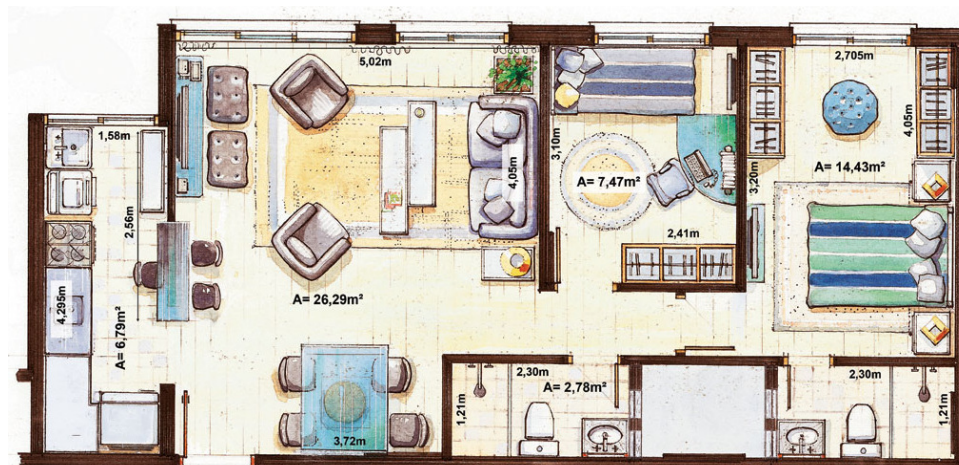 5,02m
2,705m
1,58m
4,05m
3,10m
4,05m
A= 14,43m²
A= 7,47m²
3,20m
2,56m
2,41m
A= 26,29m²
4,295m
A= 6,79m²
2,30m
A= 2,78m²
2,30m
1,21m
1,21m
3,72m